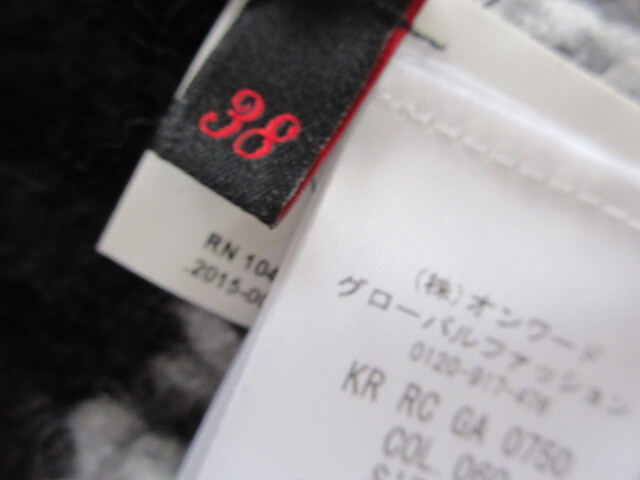 38
RN 104
2015-0
(株)オンワード
グローバルファッション
0120-917-476
KR RC GA 0750
COL 060